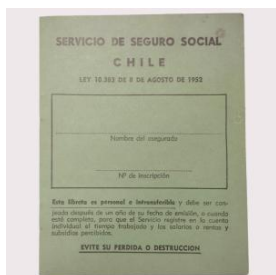 SERVICIO DE SEGURO SOCIAL
CHILE
LEY 10.383 DE 8 DE AGOSTO DE 1952
Nombre del asegurado
Nº de inscripción
Esta libreta es personal e intransferible y debe ser can-
jeada después de un año de su fecha de emisión, o cuando
esté completa, para que el Servicio registre en la cuenta
individual el tiempo trabajado y los salarios o rentas y
subsidios percibidos.
EVITE SU PERDIDA O DESTRUCCION